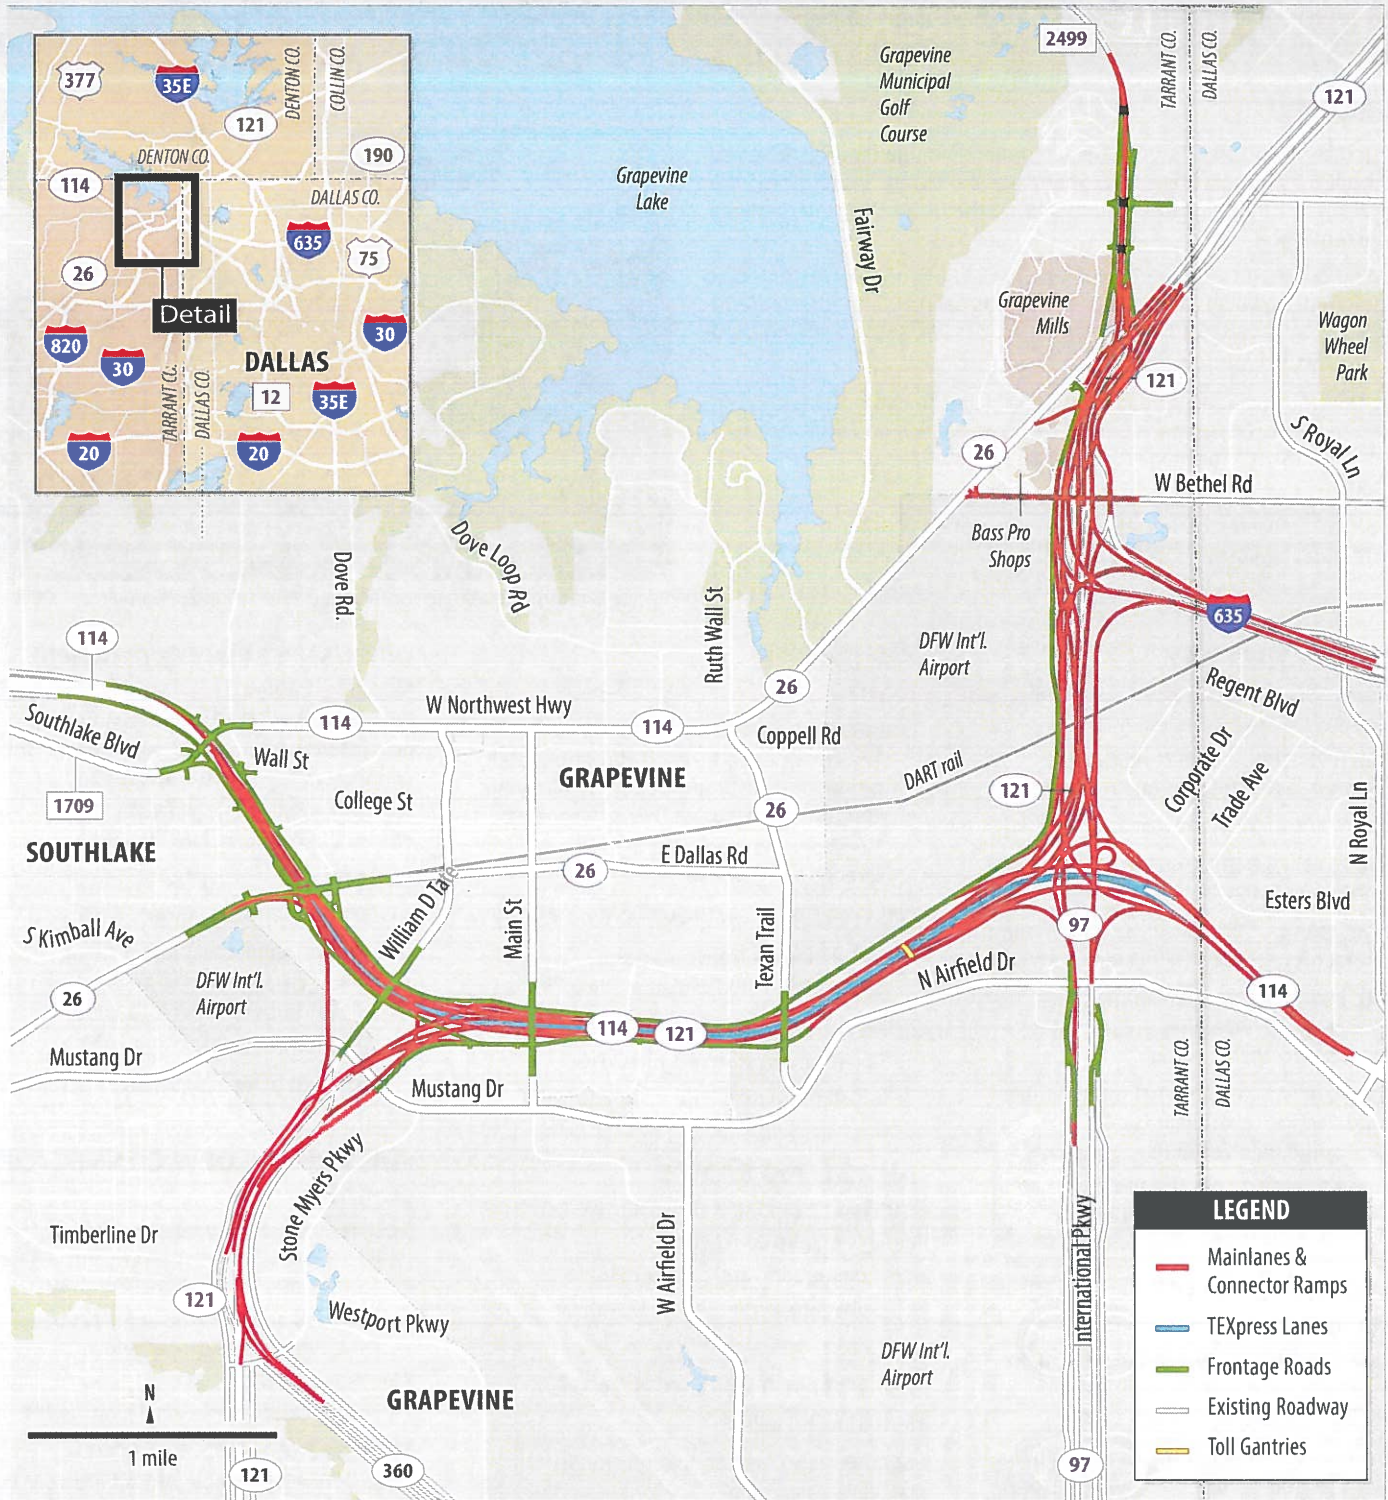 377
35E
DENTON CO.
COLLIN CO.
121
DENTON CO.
190
114
DALLAS CO.
635
75
26
Detail
820
30
30
DALLAS
TARRANT CO.
DALLAS CO.
12
35E
20
20
2499
Grapevine
Municipal
Golf
Course
TARRANT CO.
DALLAS CO.
121
Grapevine
Lake
Fairway Dr
Grapevine
Mills
Wagon
Wheel
Park
121
S Royal Ln
26
W Bethel Rd
Bass Pro
Shops
Dove Loop Rd
Dove Rd.
Ruth Wall St
635
DFW Int'l.
Airport
114
26
Regent Blvd
W Northwest Hwy
114
114
Coppell Rd
Southlake Blvd
Wall St
GRAPEVINE
DART rail
Corporate Dr
Trade Ave
College St
1709
26
121
N Royal Ln
SOUTHLAKE
E Dallas Rd
26
William D Tate
Main St
Texan Trail
Esters Blvd
S Kimball Ave
97
DFW Int'l.
Airport
N Airfield Dr
26
114
114
121
Mustang Dr
TARRANT CO.
DALLAS CO.
Mustang Dr
Stone Myers Pkwy
Timberline Dr
W Airfield Dr
International Pkwy
121
Westport Pkwy
DFW Int'l.
Airport
GRAPEVINE
N
1 mile
121
360
97
LEGEND
Mainlanes &
Connector Ramps
TEXpress Lanes
Frontage Roads
Existing Roadway
Toll Gantries